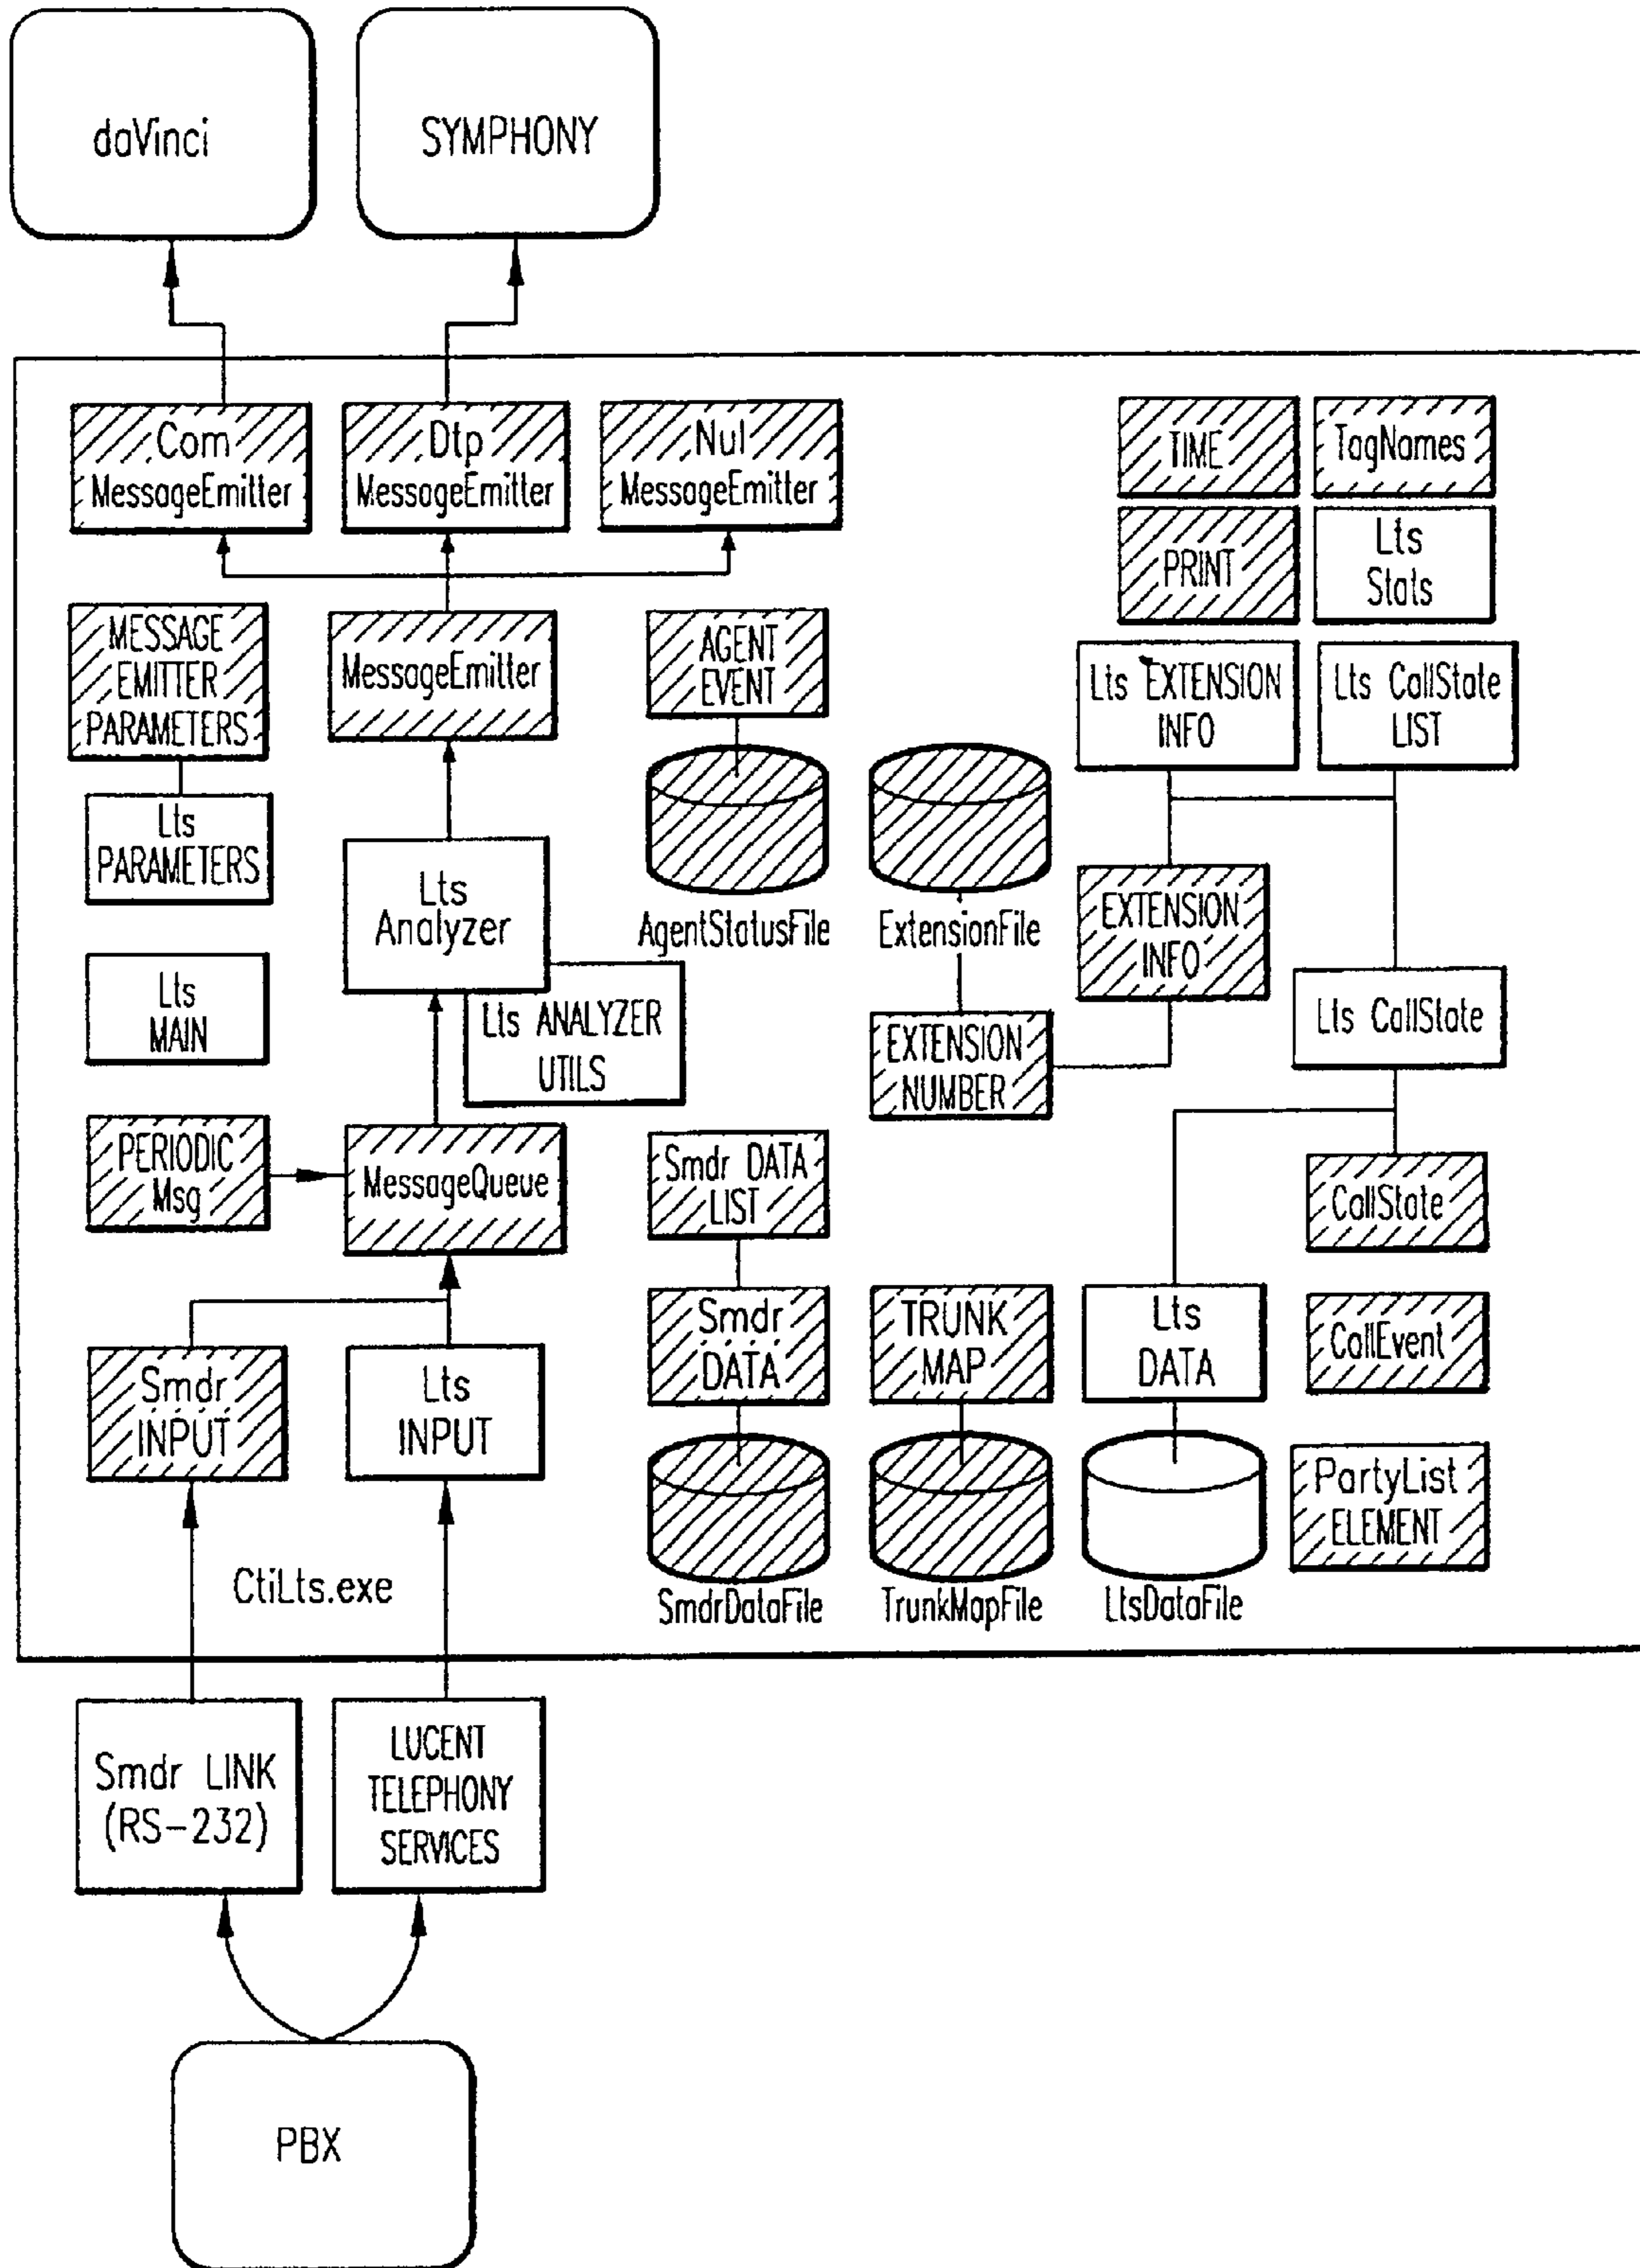 daVinci
SYMPHONY
Com
MessageEmitter
Dtp
MessageEmitter
Nul
MessageEmitter
TIME
TagNames
PRINT
Lts
Stats
MESSAGE
EMITTER
PARAMETERS
MessageEmitter
AGENT
EVENT
Lts EXTENSION
INFO
Lts CallState
LIST
Lts
PARAMETERS
Lts
Analyzer
AgentStatusFile
ExtensionFile
EXTENSION
INFO
Lts
MAIN
Lts ANALYZER
UTILS
EXTENSION
NUMBER
Lts CallState
PERIODIC
Msg
MessageQueue
Smdr DATA
LIST
CallState
Smdr
INPUT
Lts
INPUT
Smdr
DATA
TRUNK
MAP
Lts
DATA
CallEvent
PartyList
ELEMENT
CtiLts.exe
SmdrDataFile
TrunkMapFile
LtsDataFile
Smdr LINK
(RS-232)
LUCENT
TELEPHONY
SERVICES
PBX